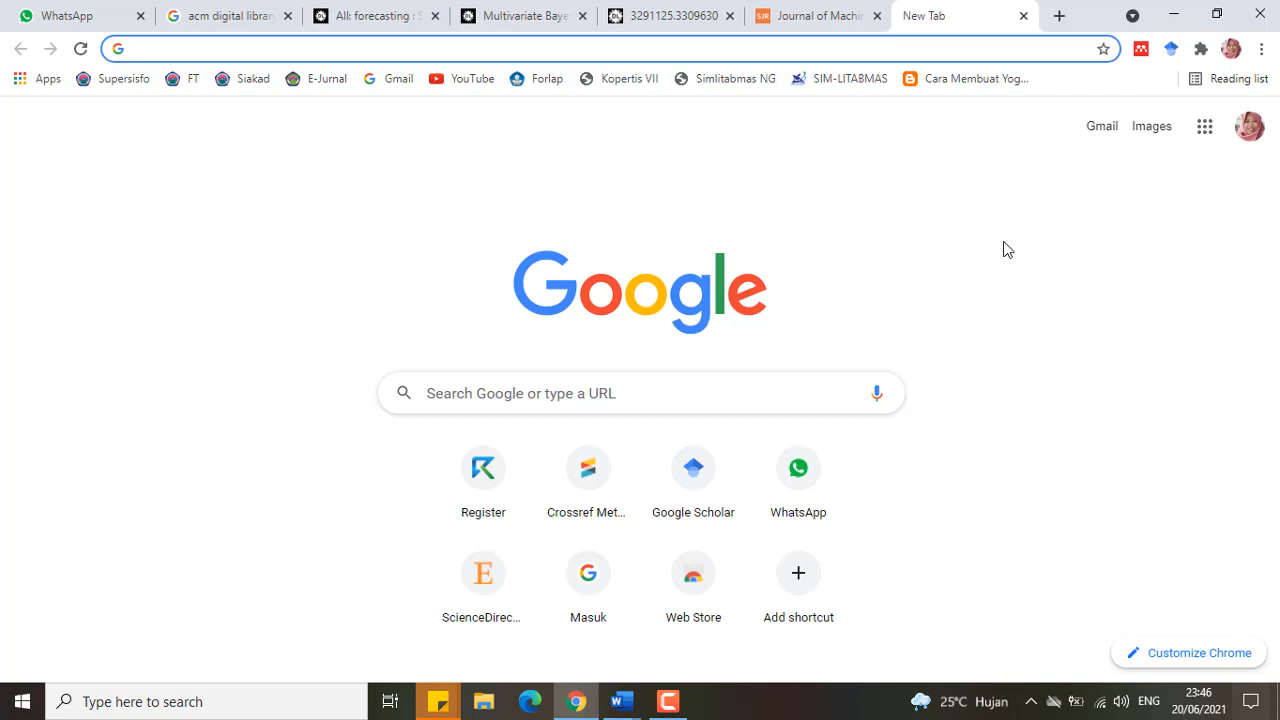 WhatsApp
acm digital library
All: forecasting : S
Multivariate Baye
3291125.3309630
Journal of Machi
New Tab
Apps
Supersisfo
FT
Siakad
E-Jurnal
Gmail
YouTube
Forlap
Kopertis VII
Simlitabmas NG
SIM-LITABMAS
Cara Membuat Yog...
Reading list
Gmail
Images
Google
Search Google or type a URL
Register
Crossref Met...
Google Scholar
WhatsApp
ScienceDirec...
Masuk
Web Store
Add shortcut
Customize Chrome
Type here to search
25°C Hujan
ENG
23:46
20/06/2021